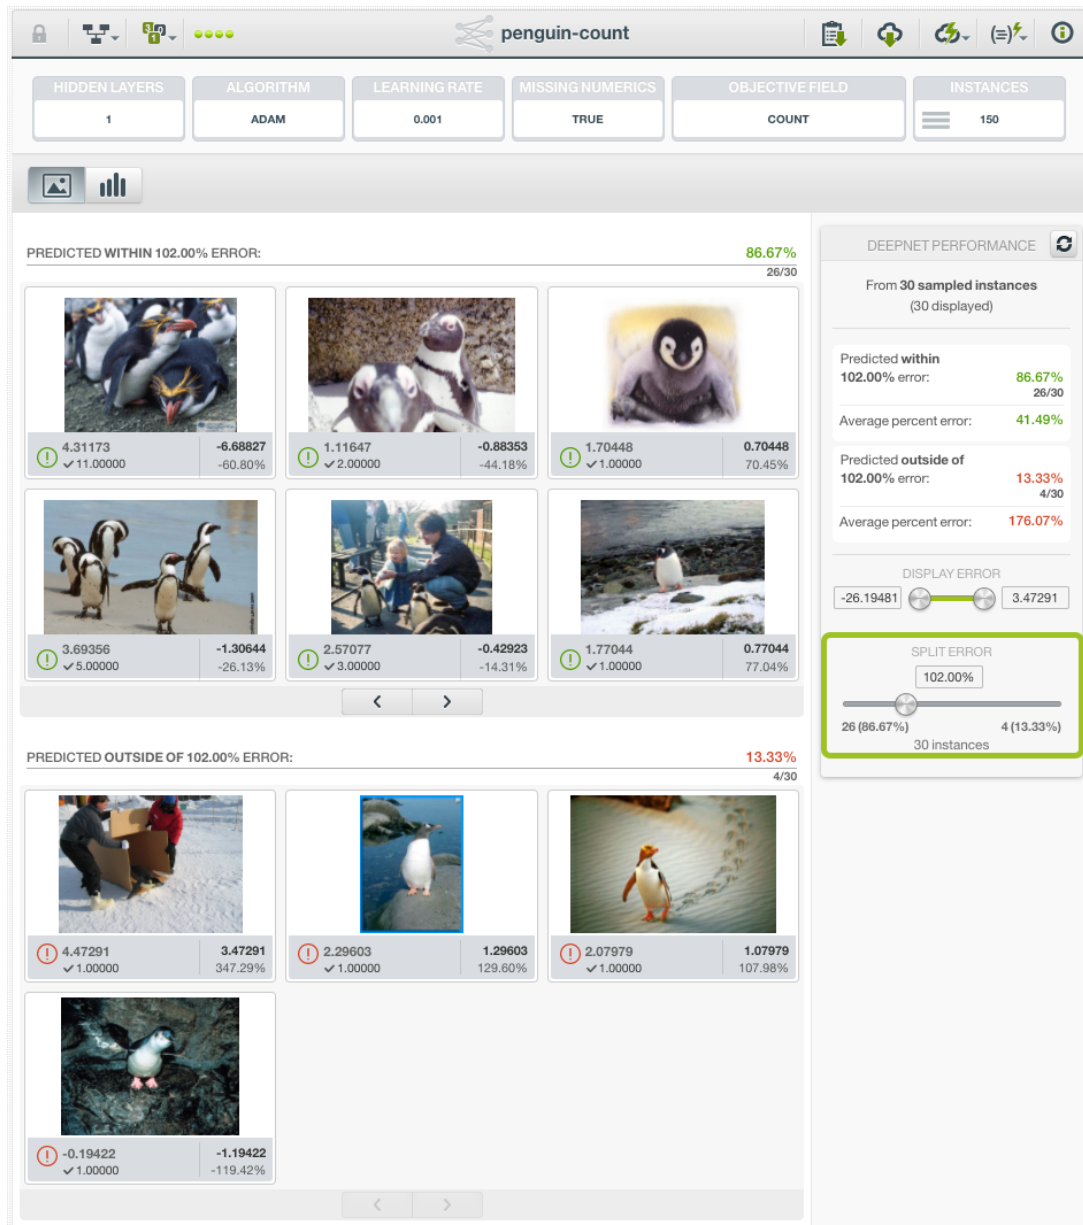 penguin-count
HIDDEN LAYERS
1
ALGORITHM
ADAM
LEARNING RATE
0.001
MISSING NUMERICS
TRUE
OBJECTIVE FIELD
COUNT
INSTANCES
150
PREDICTED WITHIN 102.00% ERROR:
86.67%
26/30
4.31173
-6.68827
✓ 11.00000
-60.80%
1.11647
-0.88353
✓ 2.00000
-44.18%
1.70448
0.70448
✓ 1.00000
70.45%
3.69356
-1.30644
✓ 5.00000
-26.13%
2.57077
-0.42923
✓ 3.00000
-14.31%
1.77044
0.77044
✓ 1.00000
77.04%
PREDICTED OUTSIDE OF 102.00% ERROR:
13.33%
4/30
4.47291
3.47291
✓ 1.00000
347.29%
2.29603
1.29603
✓ 1.00000
129.60%
2.07979
1.07979
✓ 1.00000
107.98%
-0.19422
-1.19422
✓ 1.00000
-119.42%
DEEPNET PERFORMANCE
From 30 sampled instances
(30 displayed)
Predicted within
102.00% error:
86.67%
26/30
Average percent error:
41.49%
Predicted outside of
102.00% error:
13.33%
4/30
Average percent error:
176.07%
DISPLAY ERROR
-26.19481
3.47291
SPLIT ERROR
102.00%
26 (86.67%)
4 (13.33%)
30 instances